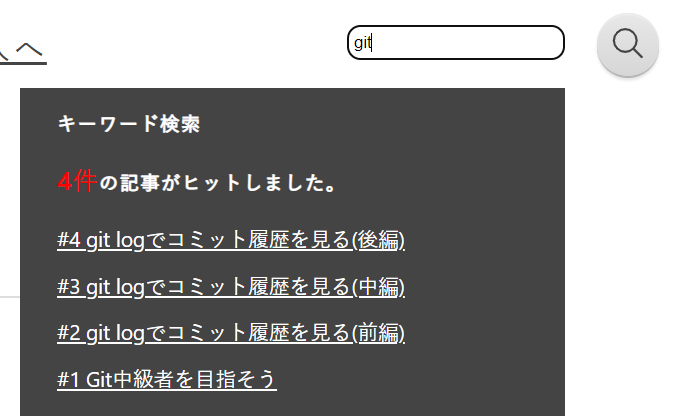 へ
git
キーワード検索
4件の記事がヒットしました。
#4 git logでコミット履歴を見る(後編)
#3 git logでコミット履歴を見る(中編)
#2 git logでコミット履歴を見る(前編)
#1 Git中級者を目指そう